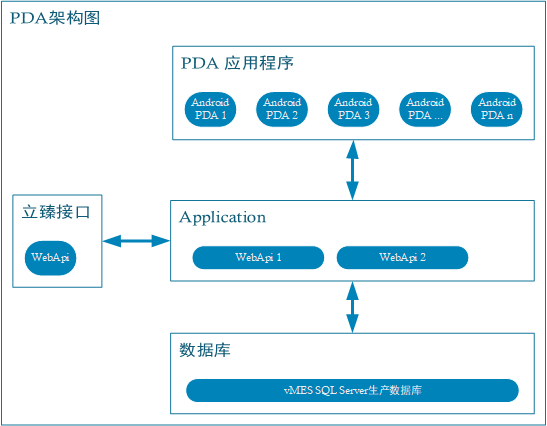 PDA架构图
PDA 应用程序
Android
PDA 1
Android
PDA 2
Android
PDA 3
Android
PDA ...
Android
PDA n
立臻接口
WebApi
Application
WebApi 1
WebApi 2
数据库
vMES SQL Server生产数据库